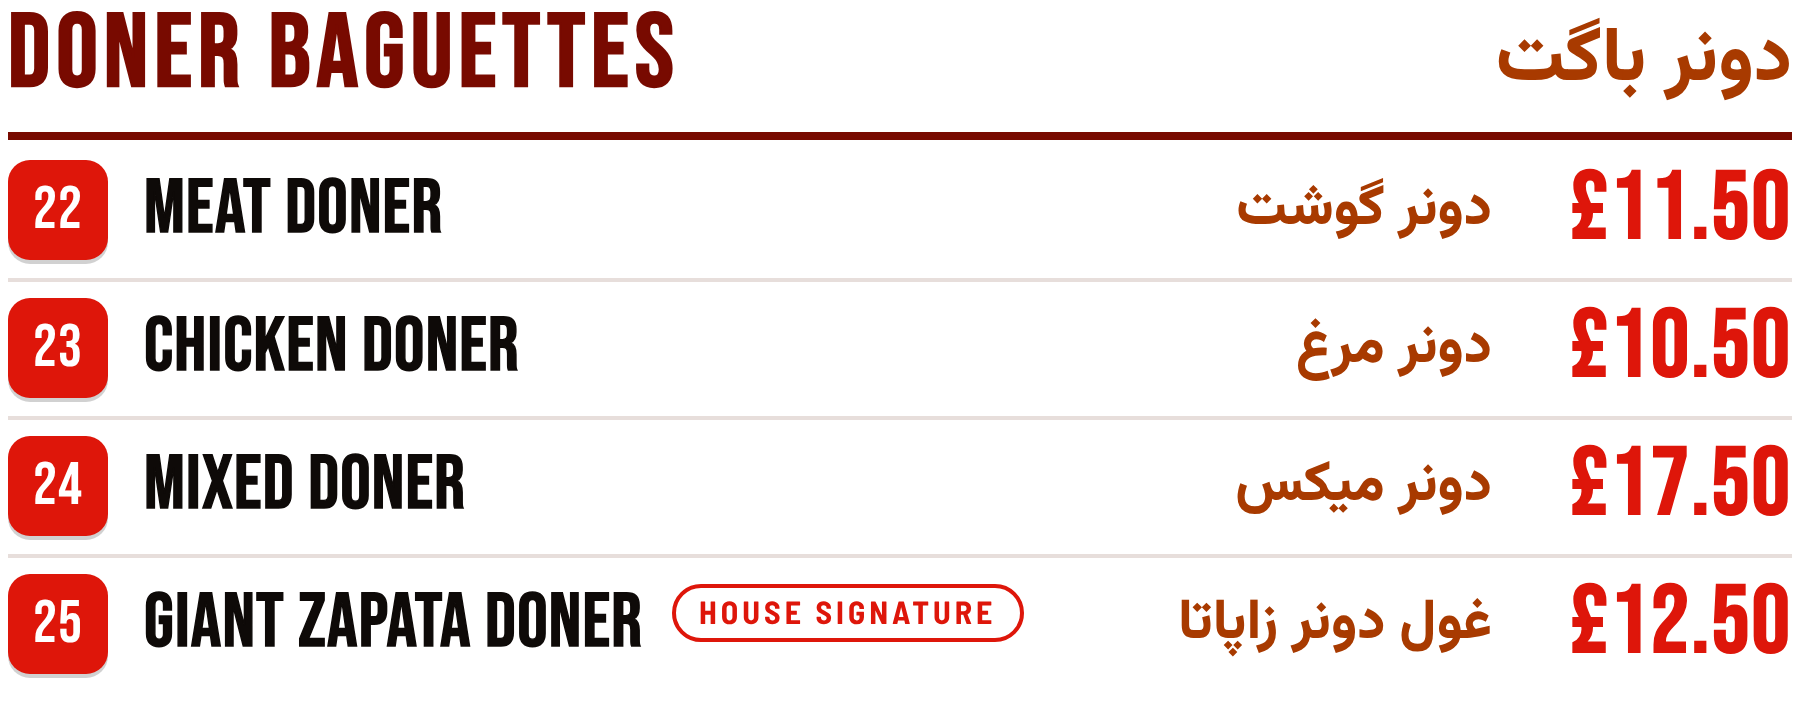 DONER BAGUETTES دونر باگت
22 MEAT DONER دونر گوشت £11.50
23 CHICKEN DONER دونر مرغ £10.50
24 MIXED DONER دونر میکس £17.50
25 GIANT ZAPATA DONER HOUSE SIGNATURE غول دونر زاپاتا £12.50